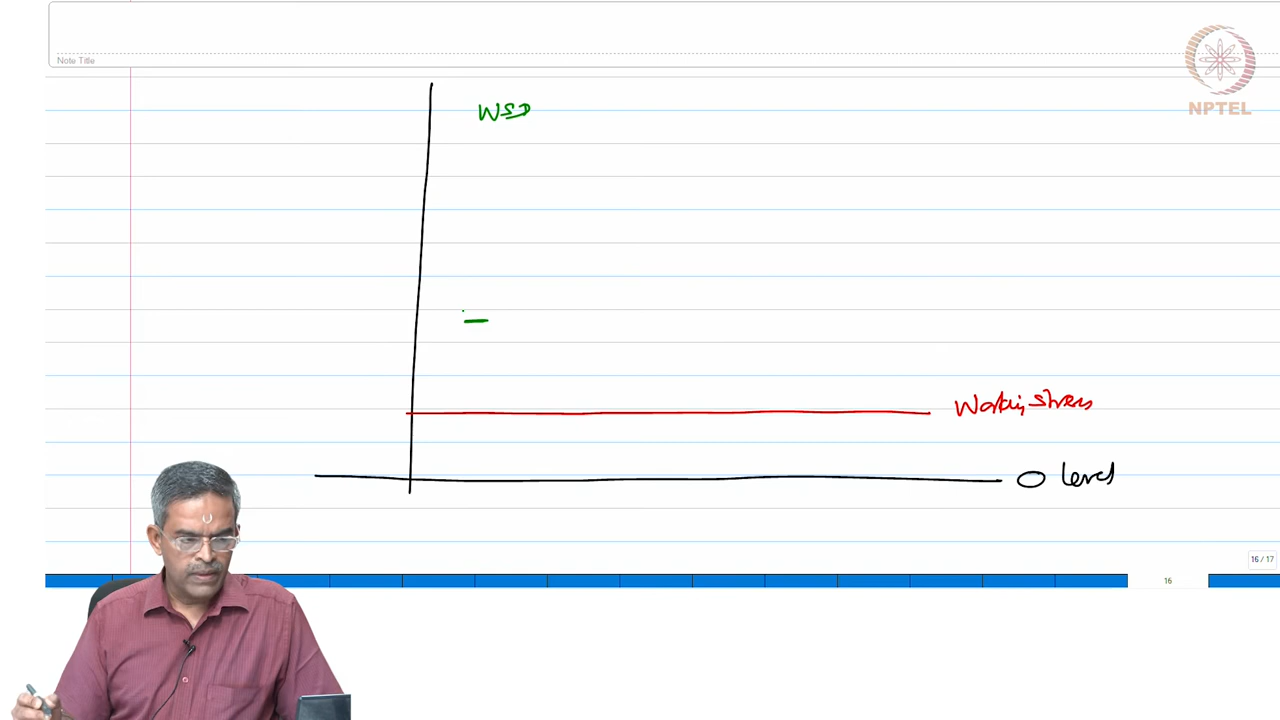 Note Title
NPTEL
WSD
Working stress
0 level
16 / 17
16